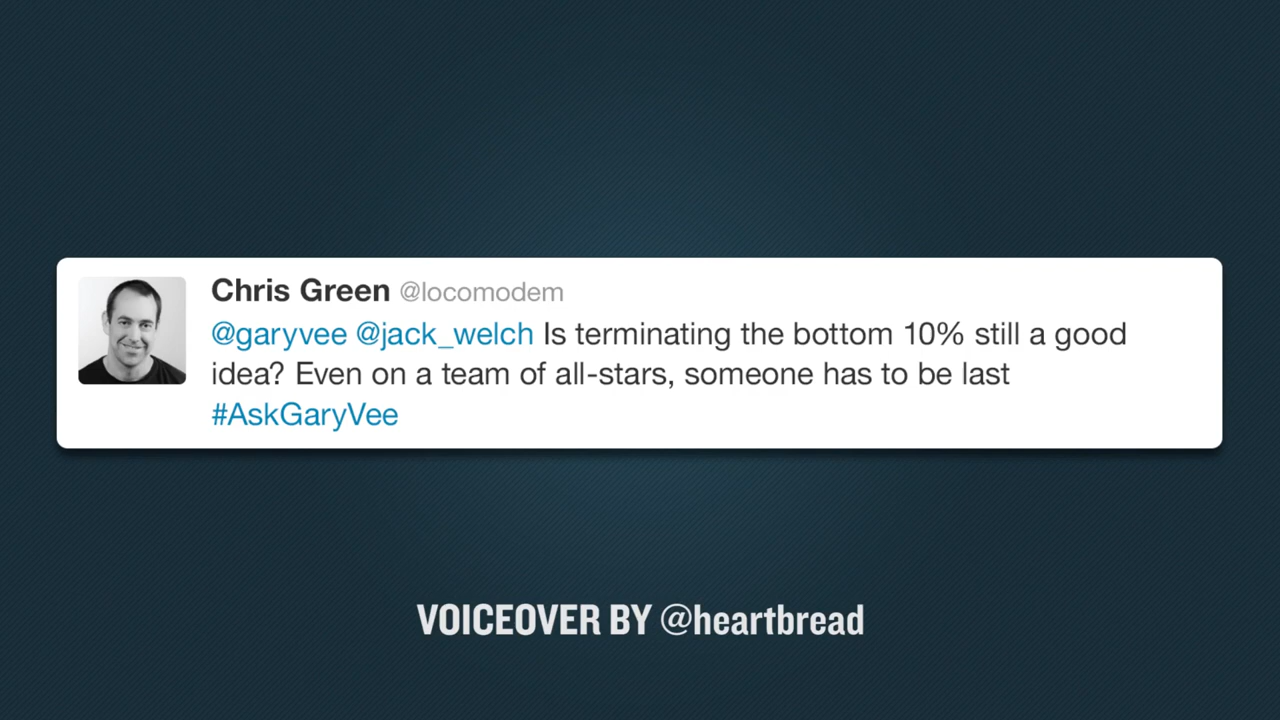 Chris Green @locomodem
@garyvee @jack_welch Is terminating the bottom 10% still a good
idea? Even on a team of all-stars, someone has to be last
#AskGaryVee
VOICEOVER BY @heartbread